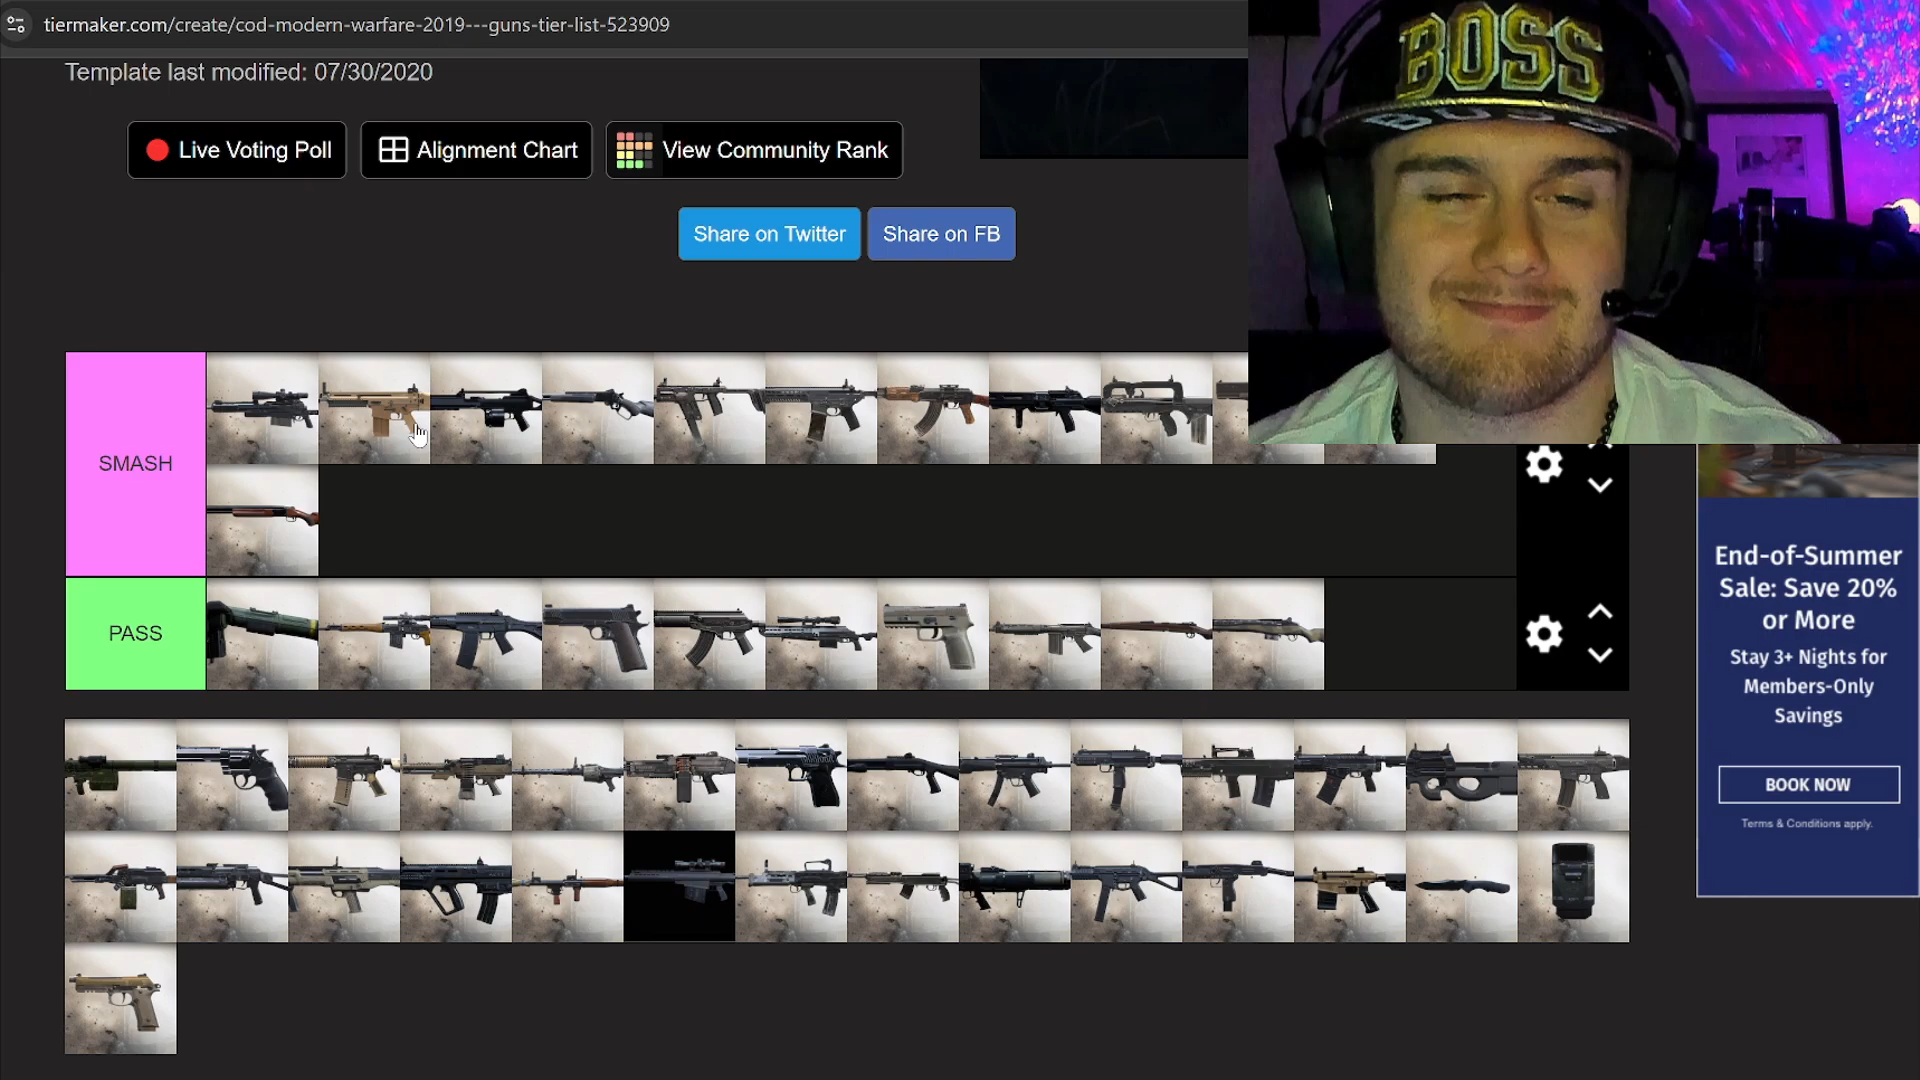 tiermaker.com/create/cod-modern-warfare-2019---guns-tier-list-523909
Template last modified: 07/30/2020
Live Voting Poll
Alignment Chart
View Community Rank
Share on Twitter
Share on FB
BOSS
BOSS
SMASH
PASS
End-of-Summer
Sale: Save 20%
or More
Stay 3+ Nights for
Members-Only
Savings
BOOK NOW
Terms & Conditions apply.